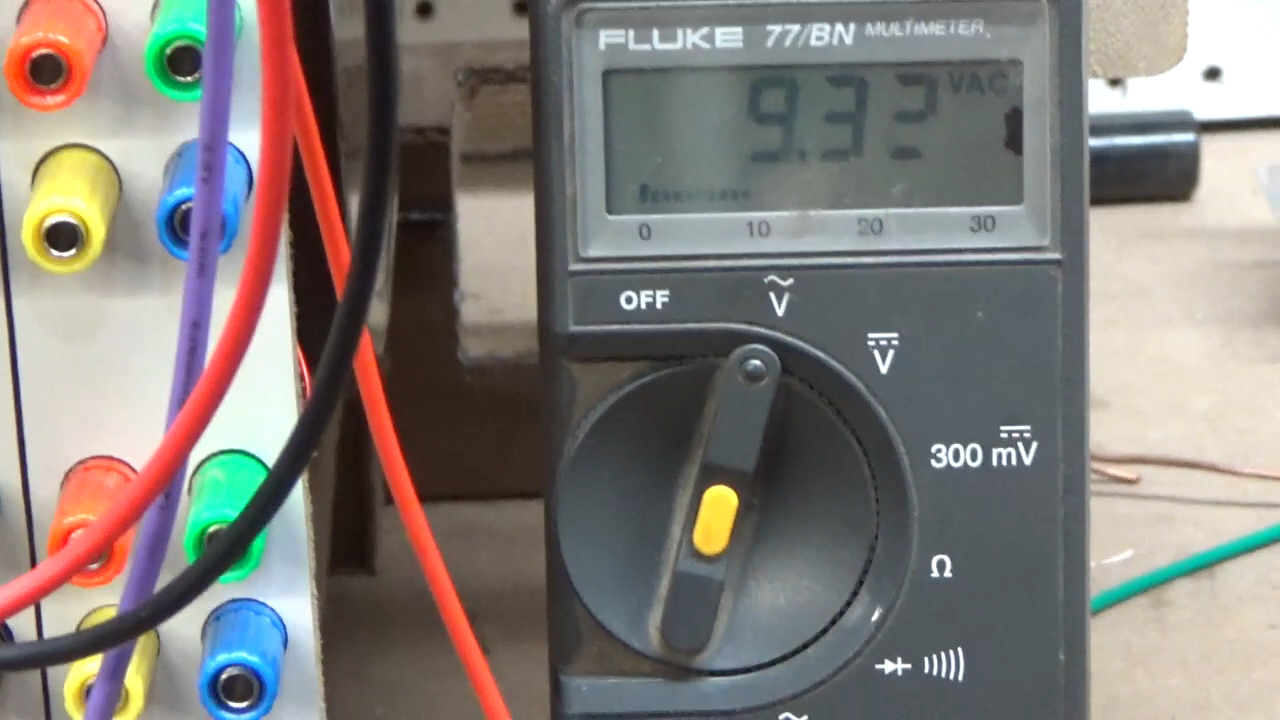 FLUKE 77/BN MULTIMETER
9.32 VAC
0 10 20 30
OFF
V
V
300 mV
Ω